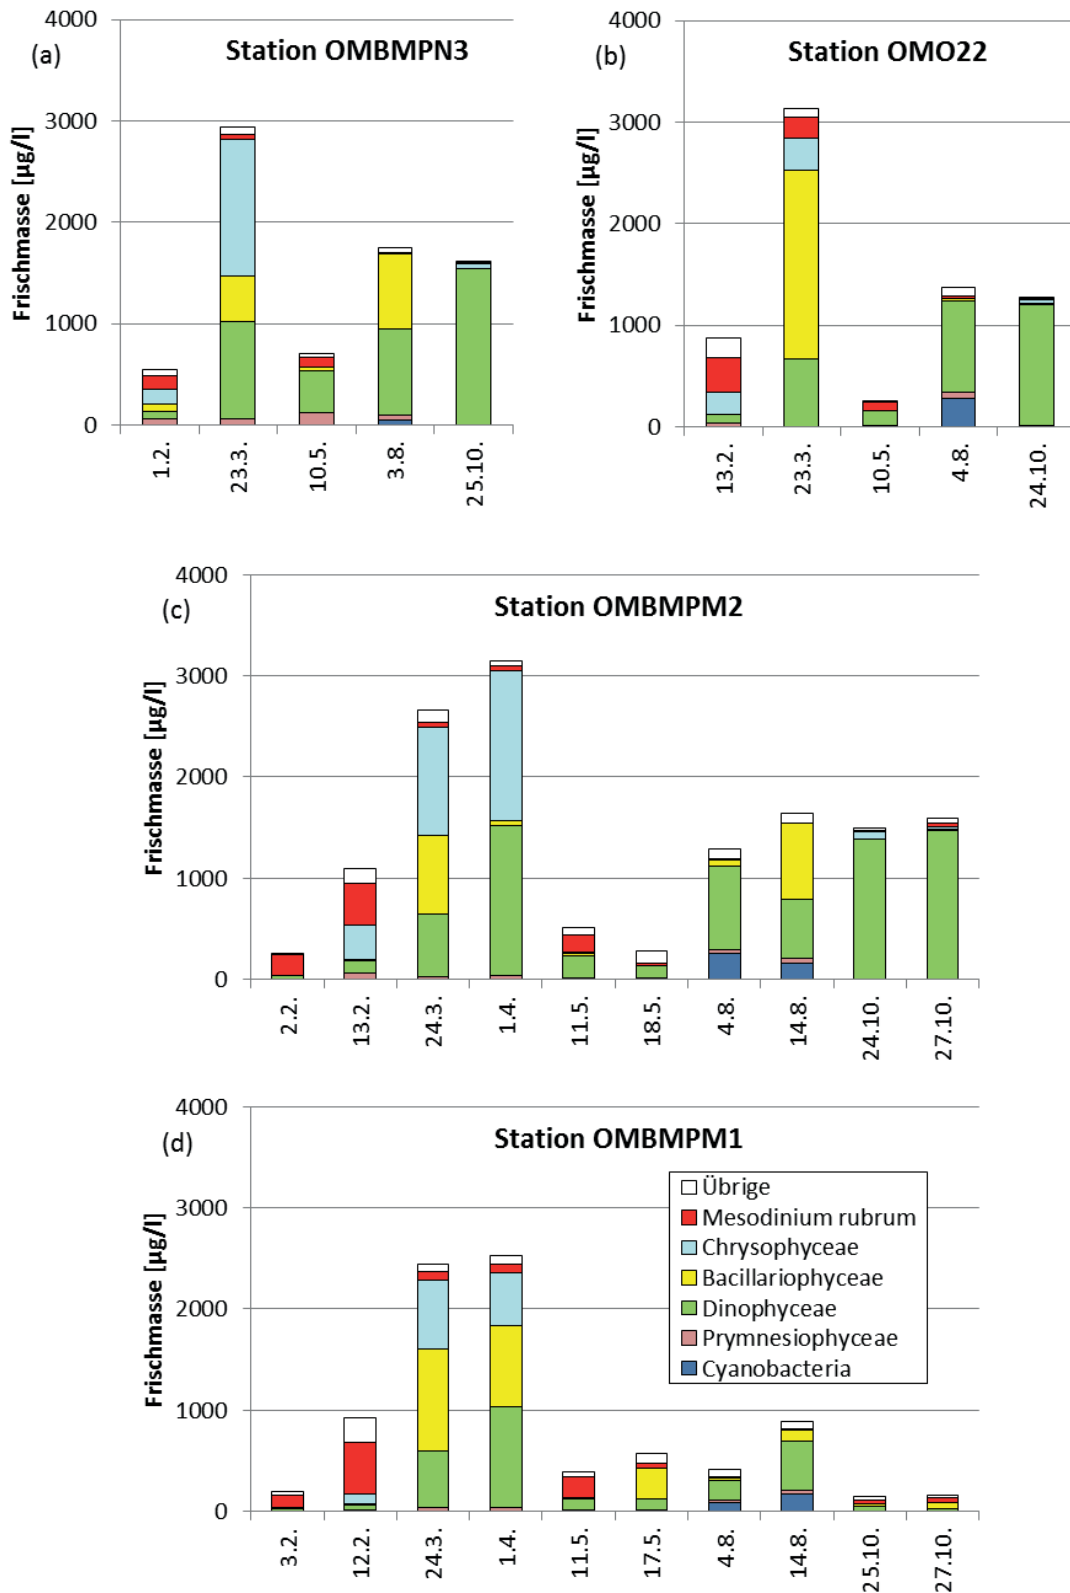 (a)
Station OMBMPN3
Frischmasse [µg/l]
4000
3000
2000
1000
0
1.2.
23.3.
10.5.
3.8.
25.10.
(b)
Station OMO22
Frischmasse [µg/l]
4000
3000
2000
1000
0
13.2.
23.3.
10.5.
4.8.
24.10.
(c)
Station OMBMPM2
Frischmasse [µg/l]
4000
3000
2000
1000
0
2.2.
13.2.
24.3.
1.4.
11.5.
18.5.
4.8.
14.8.
24.10.
27.10.
(d)
Station OMBMPM1
Frischmasse [µg/l]
4000
3000
2000
1000
0
Übrige
Mesodinium rubrum
Chrysophyceae
Bacillariophyceae
Dinophyceae
Prymnesiophyceae
Cyanobacteria
3.2.
12.2.
24.3.
1.4.
11.5.
17.5.
4.8.
14.8.
25.10.
27.10.